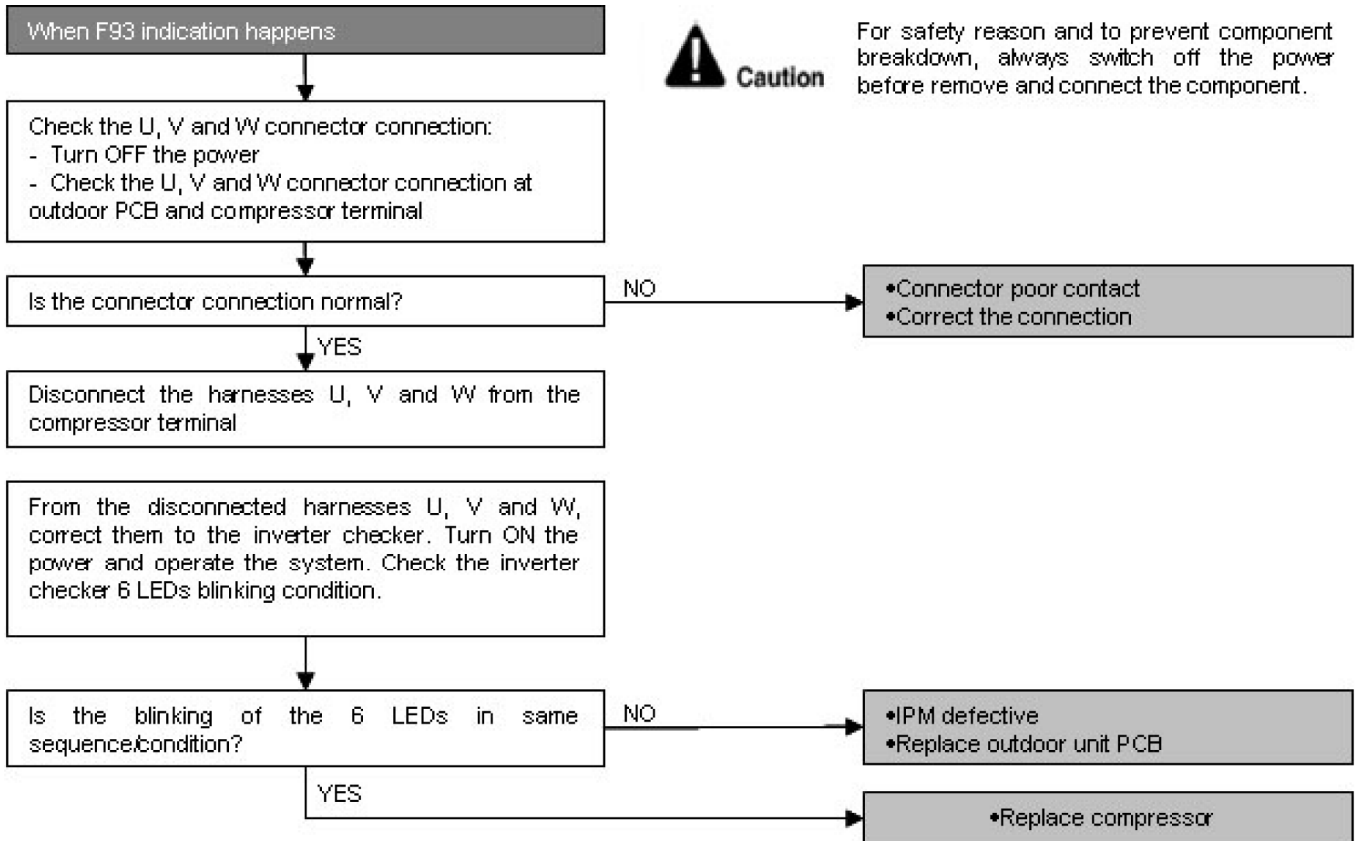 When F93 indication happens
Caution
For safety reason and to prevent component
breakdown, always switch off the power
before remove and connect the component.
Check the U, V and W connector connection:
- Turn OFF the power
- Check the U, V and W connector connection at
outdoor PCB and compressor terminal
Is the connector connection normal?
NO
•Connector poor contact
•Correct the connection
YES
Disconnect the harnesses U, V and W from the
compressor terminal
From the disconnected harnesses U, V and W,
correct them to the inverter checker. Turn ON the
power and operate the system. Check the inverter
checker 6 LEDs blinking condition.
Is the blinking of the 6 LEDs in same
sequence/condition?
NO
•IPM defective
•Replace outdoor unit PCB
YES
•Replace compressor